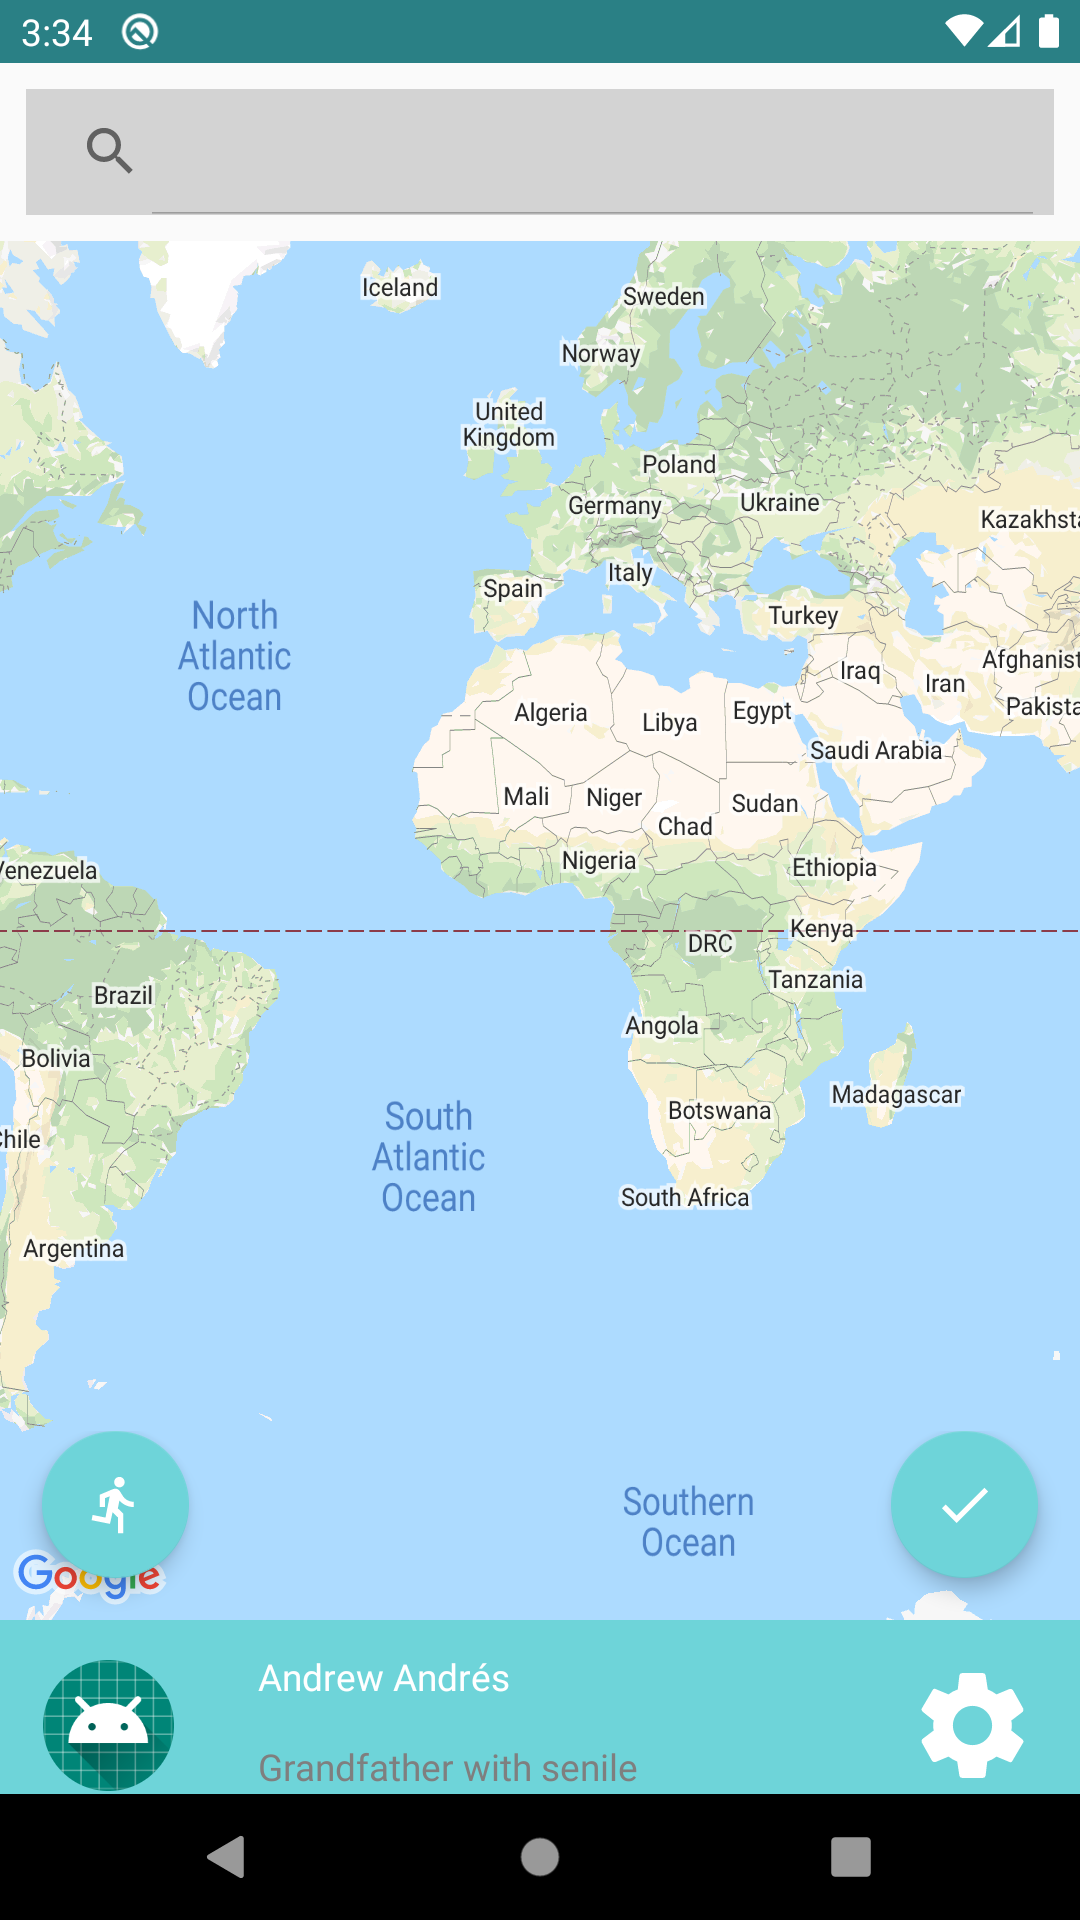 3:34
Iceland
Sweden
Norway
United
Kingdom
Poland
Germany
Ukraine
Kazakhsta
Italy
Spain
Turkey
North
Atlantic
Ocean
Afghanist
Iraq
Iran
Pakista
Algeria
Libya
Egypt
Saudi Arabia
Mali
Niger
Sudan
Chad
Nigeria
Ethiopia
Venezuela
Kenya
DRC
Tanzania
Brazil
Angola
Bolivia
Madagascar
Botswana
South
Atlantic
Ocean
Chile
South Africa
Argentina
Southern
Ocean
Google
Andrew Andrés
Grandfather with senile